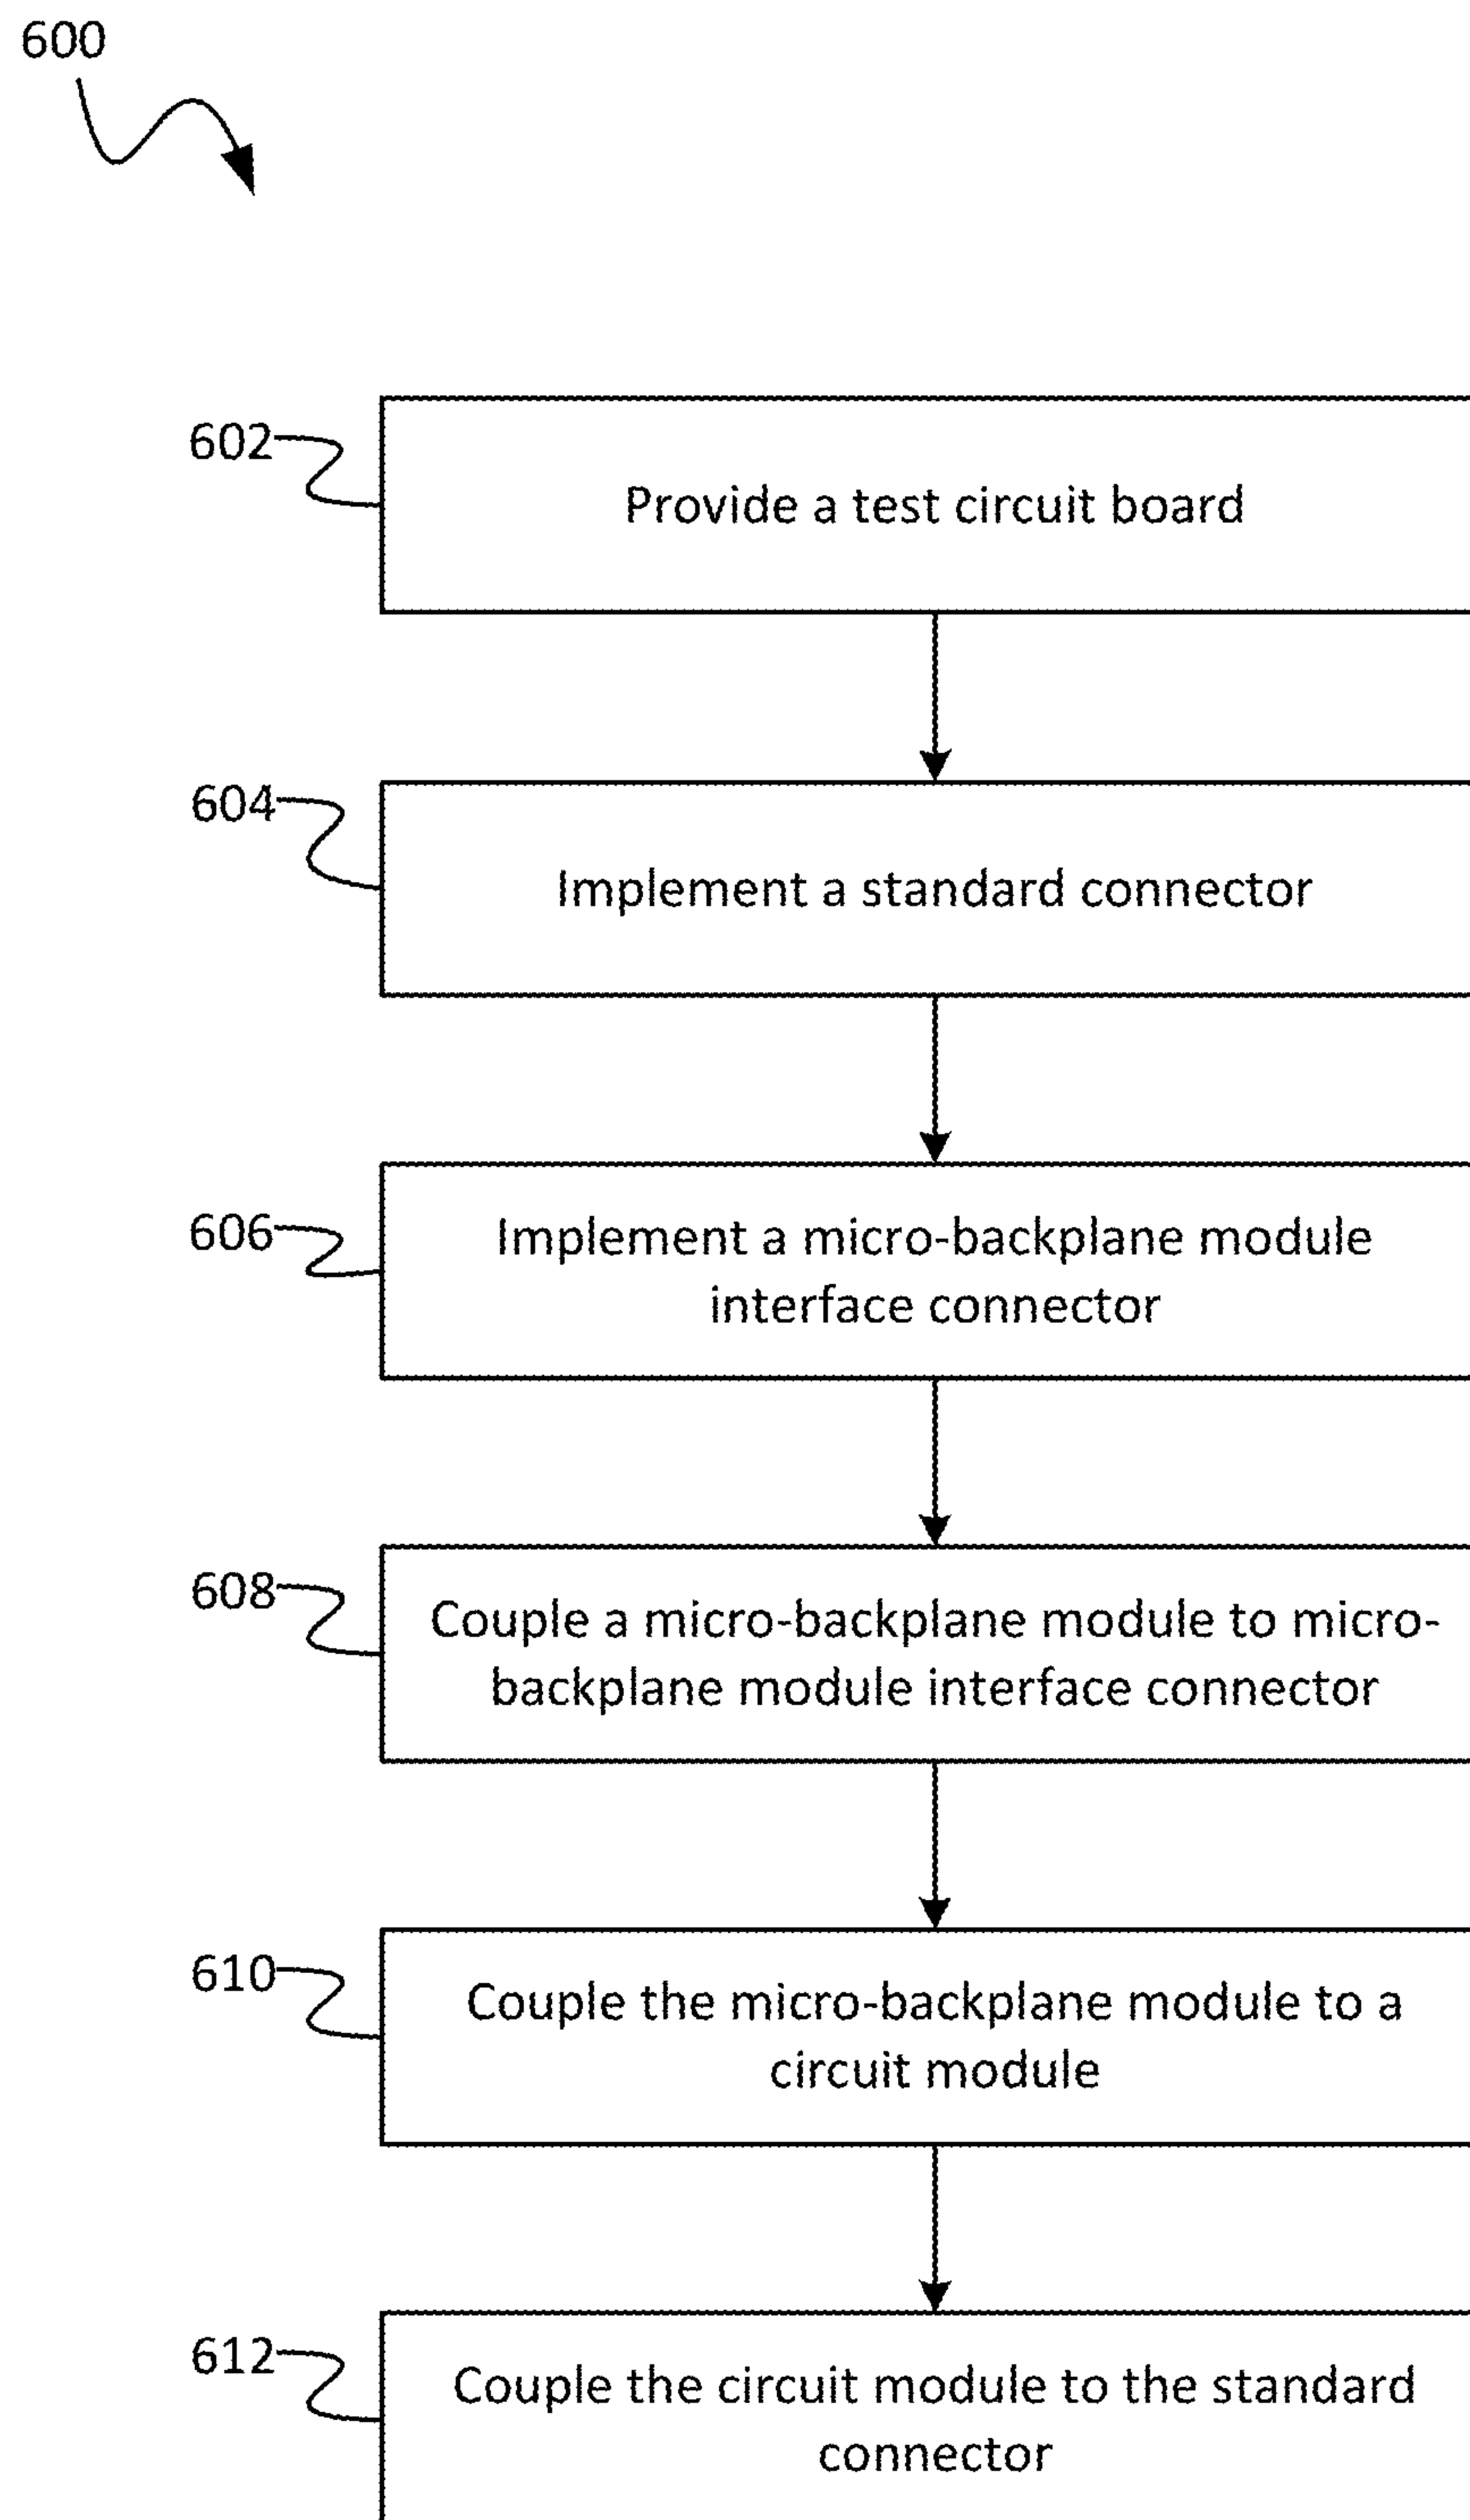 600
602
Provide a test circuit board
604
Implement a standard connector
606
Implement a micro-backplane module
interface connector
608
Couple a micro-backplane module to micro-
backplane module interface connector
610
Couple the micro-backplane module to a
circuit module
612
Couple the circuit module to the standard
connector